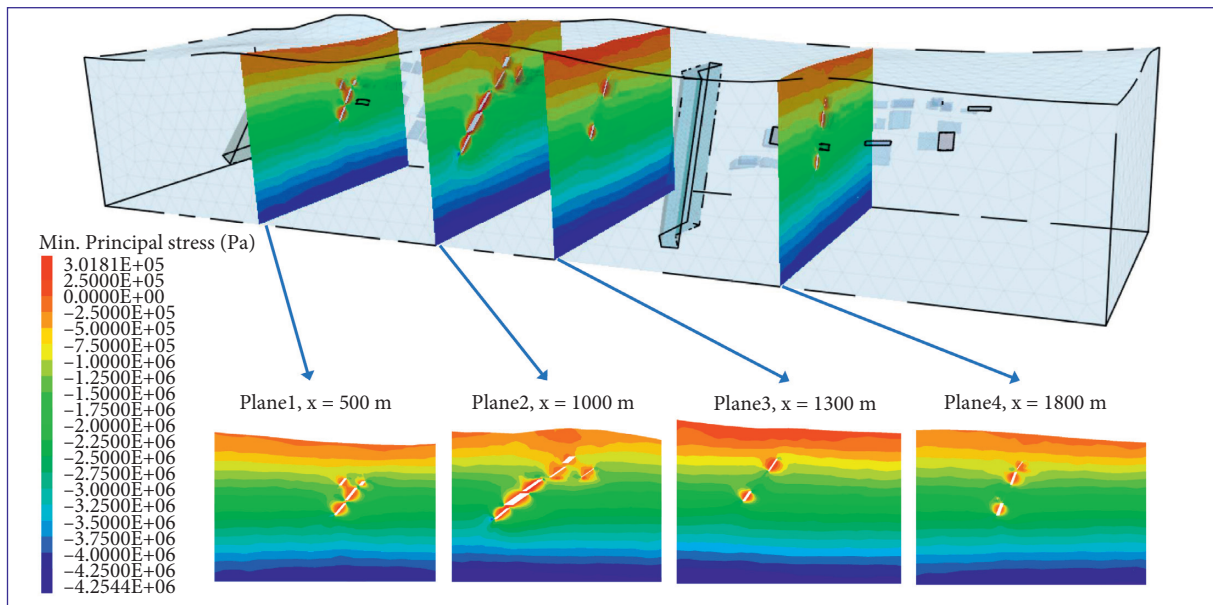 Min. Principal stress (Pa)
3.0181E+05
2.5000E+05
0.0000E+00
–2.5000E+05
–5.0000E+05
–7.5000E+05
–1.0000E+06
–1.2500E+06
–1.5000E+06
–1.7500E+06
–2.0000E+06
–2.2500E+06
–2.5000E+06
–2.7500E+06
–3.0000E+06
–3.2500E+06
–3.5000E+06
–3.7500E+06
–4.0000E+06
–4.2500E+06
–4.2544E+06
Plane1, x = 500 m
Plane2, x = 1000 m
Plane3, x = 1300 m
Plane4, x = 1800 m